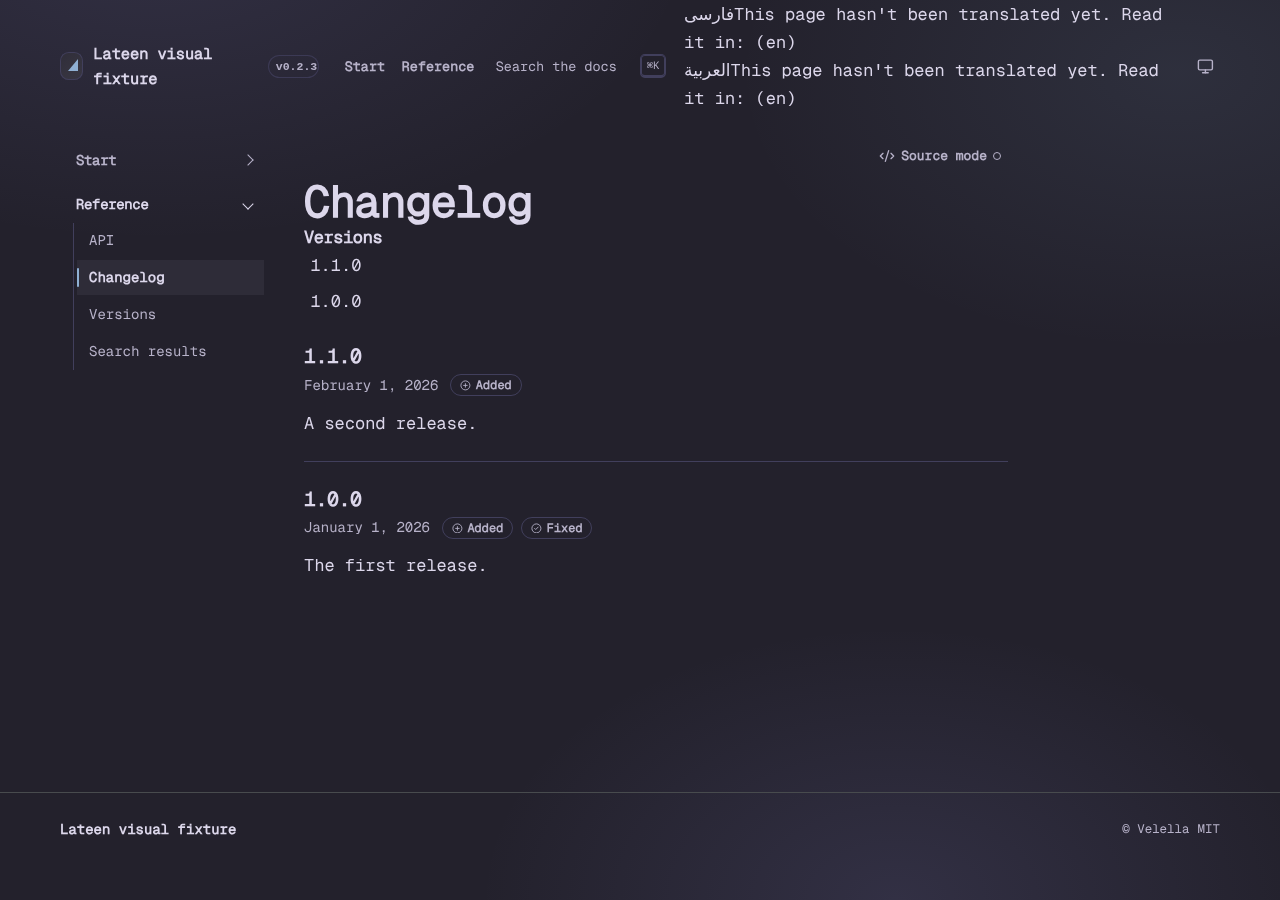 Lateen visual
fixture
v0.2.3
Start
Reference
Search the docs
⌘K
فارسیThis page hasn't been translated yet. Read
it in: (en)
العربيةThis page hasn't been translated yet. Read
it in: (en)
Start
Reference
API
Changelog
Versions
Search results
Source mode
Changelog
Versions
1.1.0
1.0.0
1.1.0
February 1, 2026 Added
A second release.
1.0.0
January 1, 2026 Added Fixed
The first release.
Lateen visual fixture
© Velella MIT